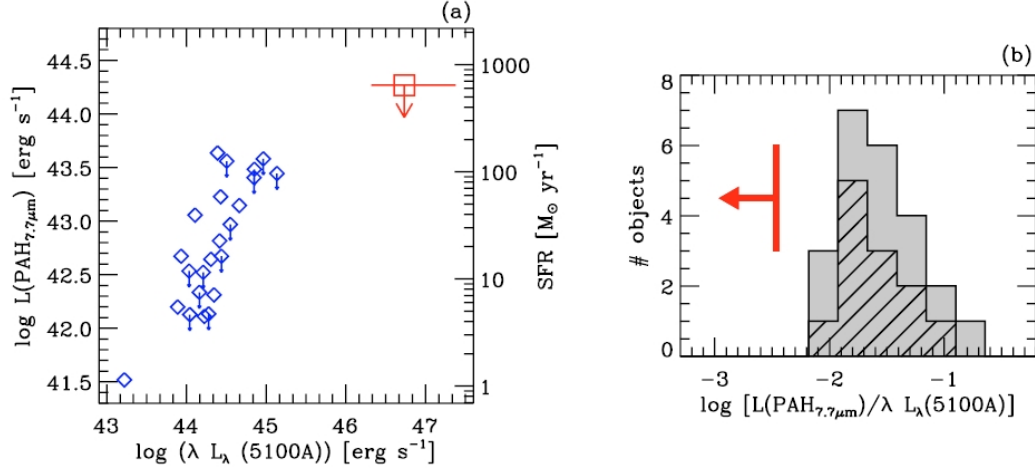 (a)
log L(PAH7.7μm) [erg s−1]
44.5
44.0
43.5
43.0
42.5
42.0
41.5
43 44 45 46 47
log (λ Lλ (5100A)) [erg s−1]
1000
100
10
1
SFR [M⊙ yr−1]
(b)
# objects
8
6
4
2
0
−3 −2 −1
log [L(PAH7.7μm)/λ Lλ(5100A)]